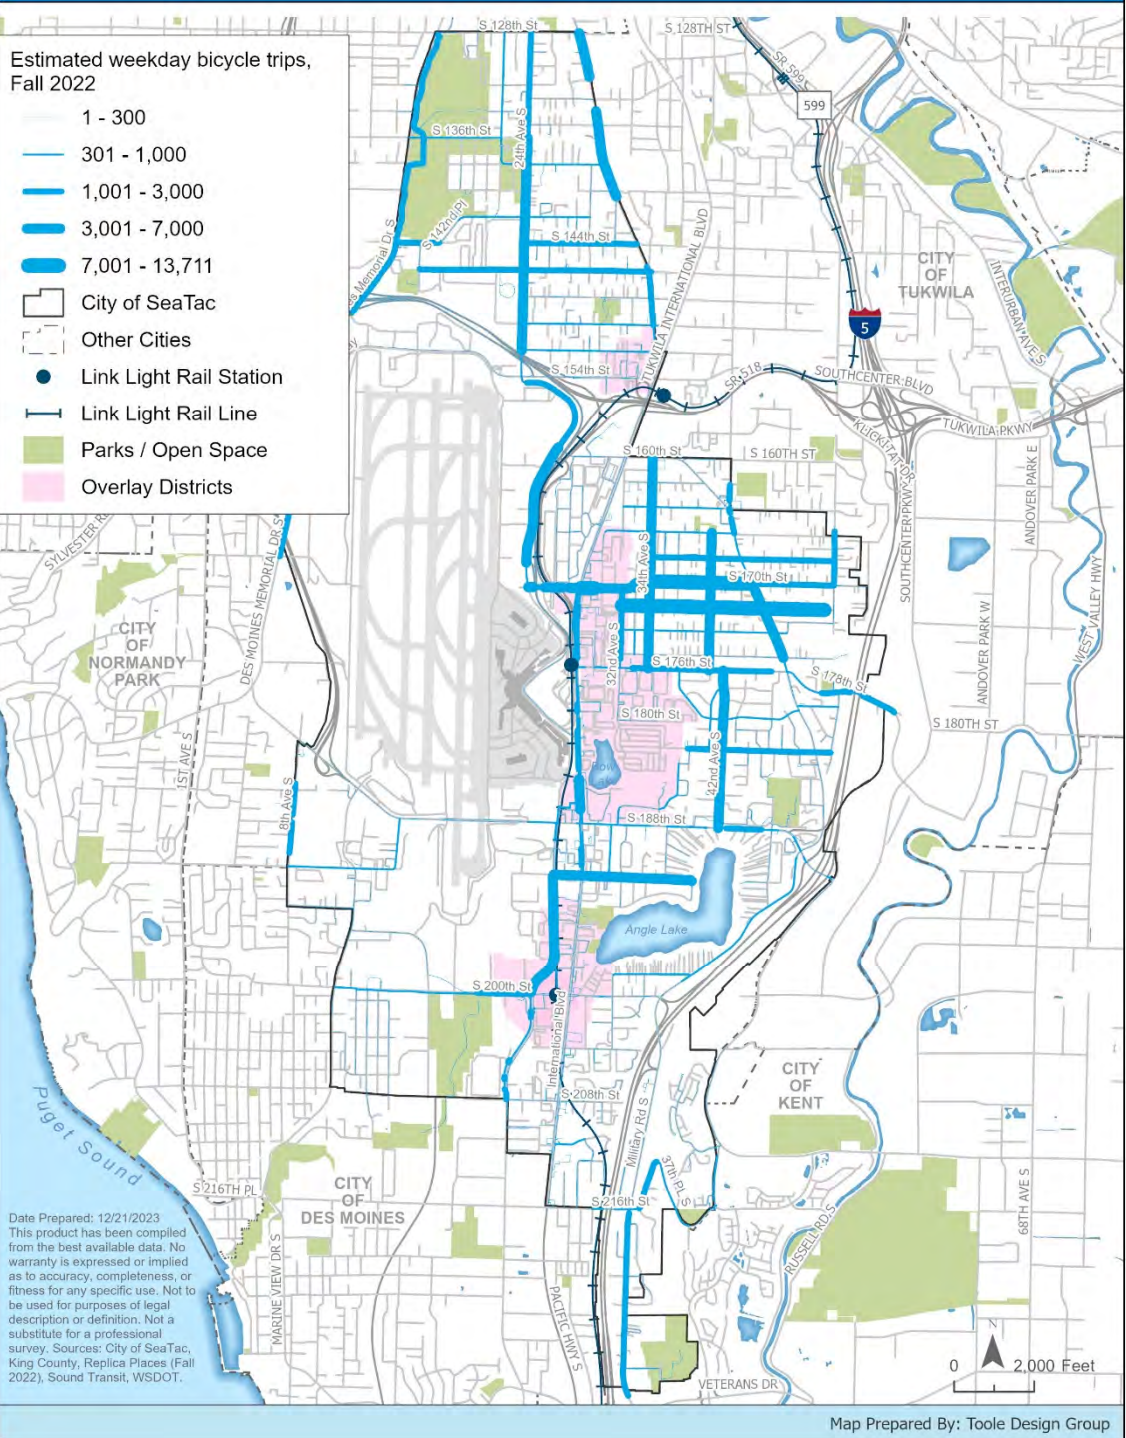 S 128th St
S 128TH ST
SR 599
599
Estimated weekday bicycle trips,
Fall 2022
1 - 300
301 - 1,000
1,001 - 3,000
3,001 - 7,000
7,001 - 13,711
City of SeaTac
Other Cities
Link Light Rail Station
Link Light Rail Line
Parks / Open Space
Overlay Districts
S 136th St
24th Ave S
S 142nd Pl
S 144th St
Memorial Dr S
TUKWILA INTERNATIONAL BLVD
CITY
OF
TUKWILA
INTERURBAN AVE S
5
S 154th St
SR 518
SOUTHCENTER BLVD
TUKWILA PKWY
KLICKITAT DR
S 160th St
S 160TH ST
SOUTHCENTER PKWY
ANDOVER PARK E
SYLVESTER
DES MOINES MEMORIAL DR S
34th Ave S
S 170th St
WEST VALLEY HWY
CITY
OF
NORMANDY
PARK
32nd Ave S
S 176th St
S 178th St
ANDOVER PARK W
S 180th St
S 180TH ST
1ST AVE S
8th Ave S
Bow
Lake
42nd Ave S
S 188th St
Angle Lake
S 200th St
International Blvd
CITY
OF
KENT
S 208th St
Military Rd S
37th PL S
Puget Sound
S 216TH PL
CITY
OF
DES MOINES
S 216th St
68TH AVE S
RUSSELL RD S
MARINE VIEW DR S
PACIFIC HWY S
VETERANS DR
Date Prepared: 12/21/2023
This product has been compiled
from the best available data. No
warranty is expressed or implied
as to accuracy, completeness, or
fitness for any specific use. Not to
be used for purposes of legal
description or definition. Not a
substitute for a professional
survey. Sources: City of SeaTac,
King County, Replica Places (Fall
2022), Sound Transit, WSDOT.
N
0 2,000 Feet
Map Prepared By: Toole Design Group